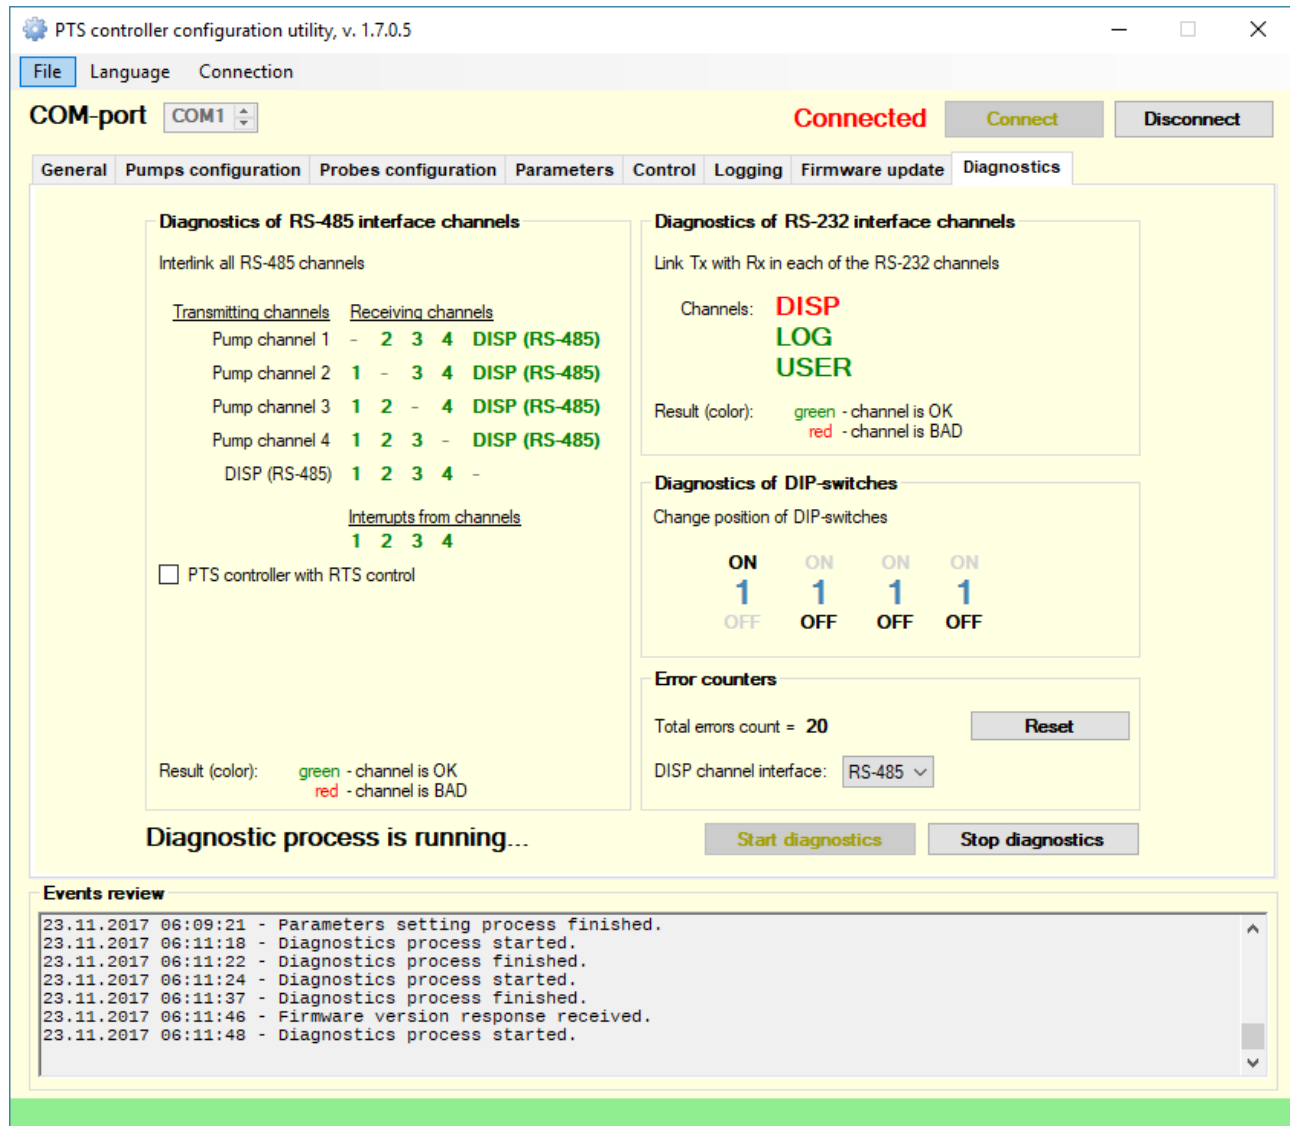 PTS controller configuration utility, v. 1.7.0.5
File Language Connection
COM-port COM1 Connected Connect Disconnect
General Pumps configuration Probes configuration Parameters Control Logging Firmware update Diagnostics
Diagnostics of RS-485 interface channels
Interlink all RS-485 channels
Transmitting channels Receiving channels
Pump channel 1 - 2 3 4 DISP (RS-485)
Pump channel 2 1 - 3 4 DISP (RS-485)
Pump channel 3 1 2 - 4 DISP (RS-485)
Pump channel 4 1 2 3 - DISP (RS-485)
DISP (RS-485) 1 2 3 4 -
Interrupts from channels
1 2 3 4
PTS controller with RTS control
Result (color): green - channel is OK
red - channel is BAD
Diagnostics of RS-232 interface channels
Link Tx with Rx in each of the RS-232 channels
Channels: DISP
LOG
USER
Result (color): green - channel is OK
red - channel is BAD
Diagnostics of DIP-switches
Change position of DIP-switches
ON ON ON ON
1 1 1 1
OFF OFF OFF OFF
Error counters
Total errors count = 20 Reset
DISP channel interface: RS-485
Diagnostic process is running... Start diagnostics Stop diagnostics
Events review
23.11.2017 06:09:21 - Parameters setting process finished.
23.11.2017 06:11:18 - Diagnostics process started.
23.11.2017 06:11:22 - Diagnostics process finished.
23.11.2017 06:11:24 - Diagnostics process started.
23.11.2017 06:11:37 - Diagnostics process finished.
23.11.2017 06:11:46 - Firmware version response received.
23.11.2017 06:11:48 - Diagnostics process started.